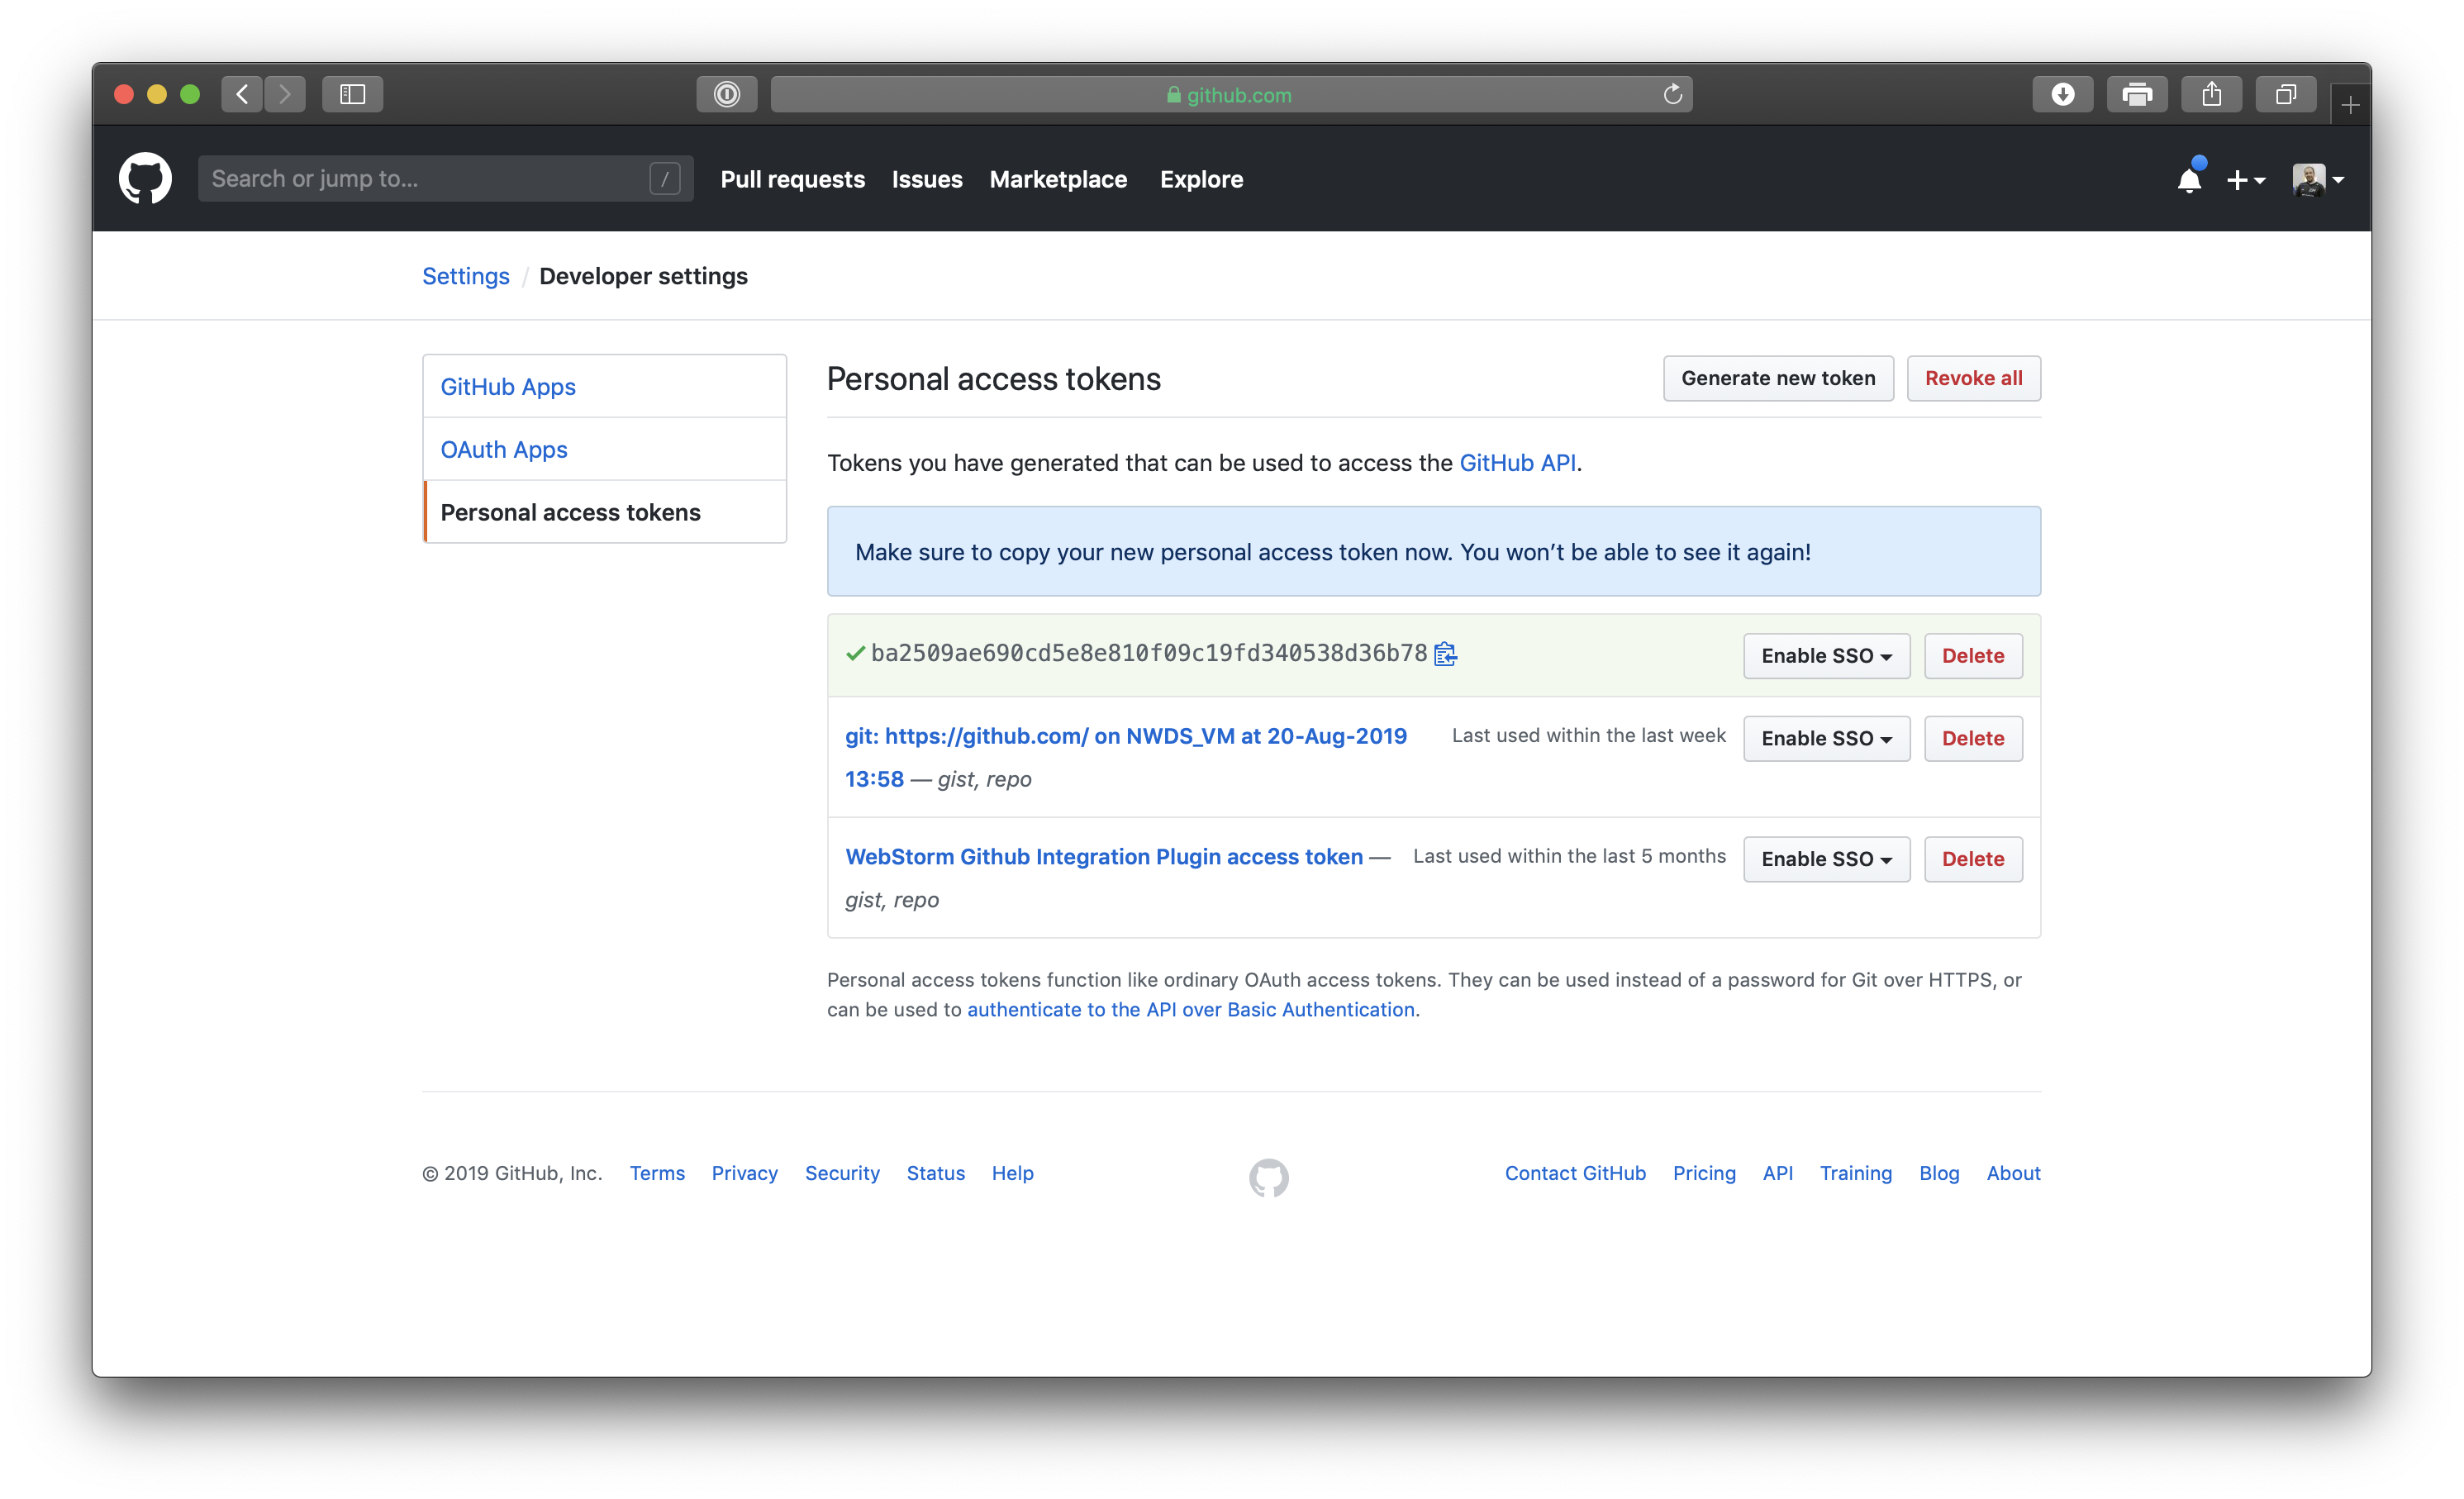 github.com
Search or jump to... /
Pull requests Issues Marketplace Explore
Settings / Developer settings
GitHub Apps
OAuth Apps
Personal access tokens
Personal access tokens
Generate new token Revoke all
Tokens you have generated that can be used to access the GitHub API.
Make sure to copy your new personal access token now. You won’t be able to see it again!
ba2509ae690cd5e8e810f09c19fd340538d36b78 Enable SSO Delete
git: https://github.com/ on NWDS_VM at 20-Aug-2019 Last used within the last week Enable SSO Delete
13:58 — gist, repo
WebStorm Github Integration Plugin access token — Last used within the last 5 months Enable SSO Delete
gist, repo
Personal access tokens function like ordinary OAuth access tokens. They can be used instead of a password for Git over HTTPS, or
can be used to authenticate to the API over Basic Authentication.
© 2019 GitHub, Inc. Terms Privacy Security Status Help Contact GitHub Pricing API Training Blog About